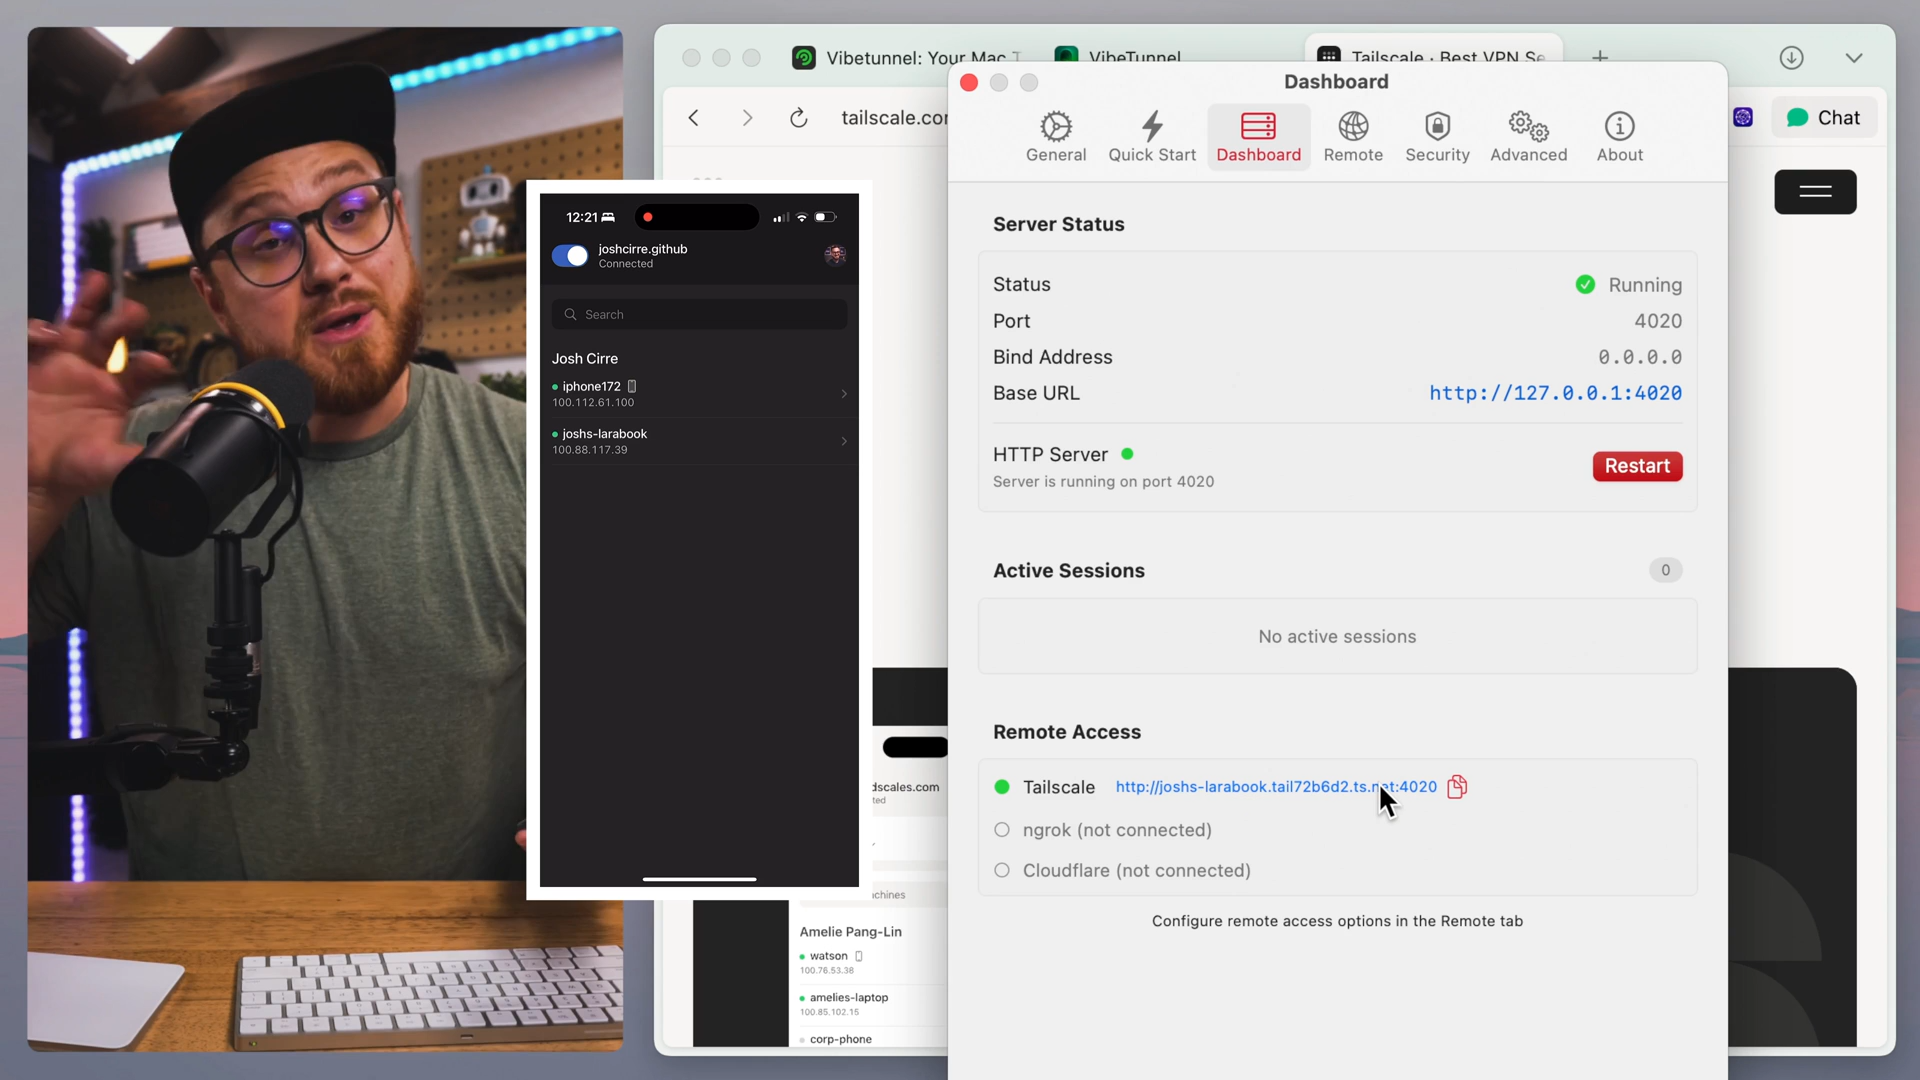 Vibetunnel: Your Mac T
VibeTunnel
Tailscale · Best VPN Se
tailscale.com
Chat
Dashboard
General
Quick Start
Dashboard
Remote
Security
Advanced
About
12:21
joshcirre.github
Connected
Search
Josh Cirre
iphone172
100.112.61.100
joshs-larabook
100.88.117.39
Server Status
Status
Running
Port
4020
Bind Address
0.0.0.0
Base URL
http://127.0.0.1:4020
HTTP Server
Server is running on port 4020
Restart
Active Sessions
0
No active sessions
Remote Access
Tailscale
http://joshs-larabook.tail72b6d2.ts.net:4020
ngrok (not connected)
Cloudflare (not connected)
Configure remote access options in the Remote tab
dscales.com
ted
chines
Amelie Pang-Lin
watson
100.76.53.38
amelies-laptop
100.85.102.15
corp-phone